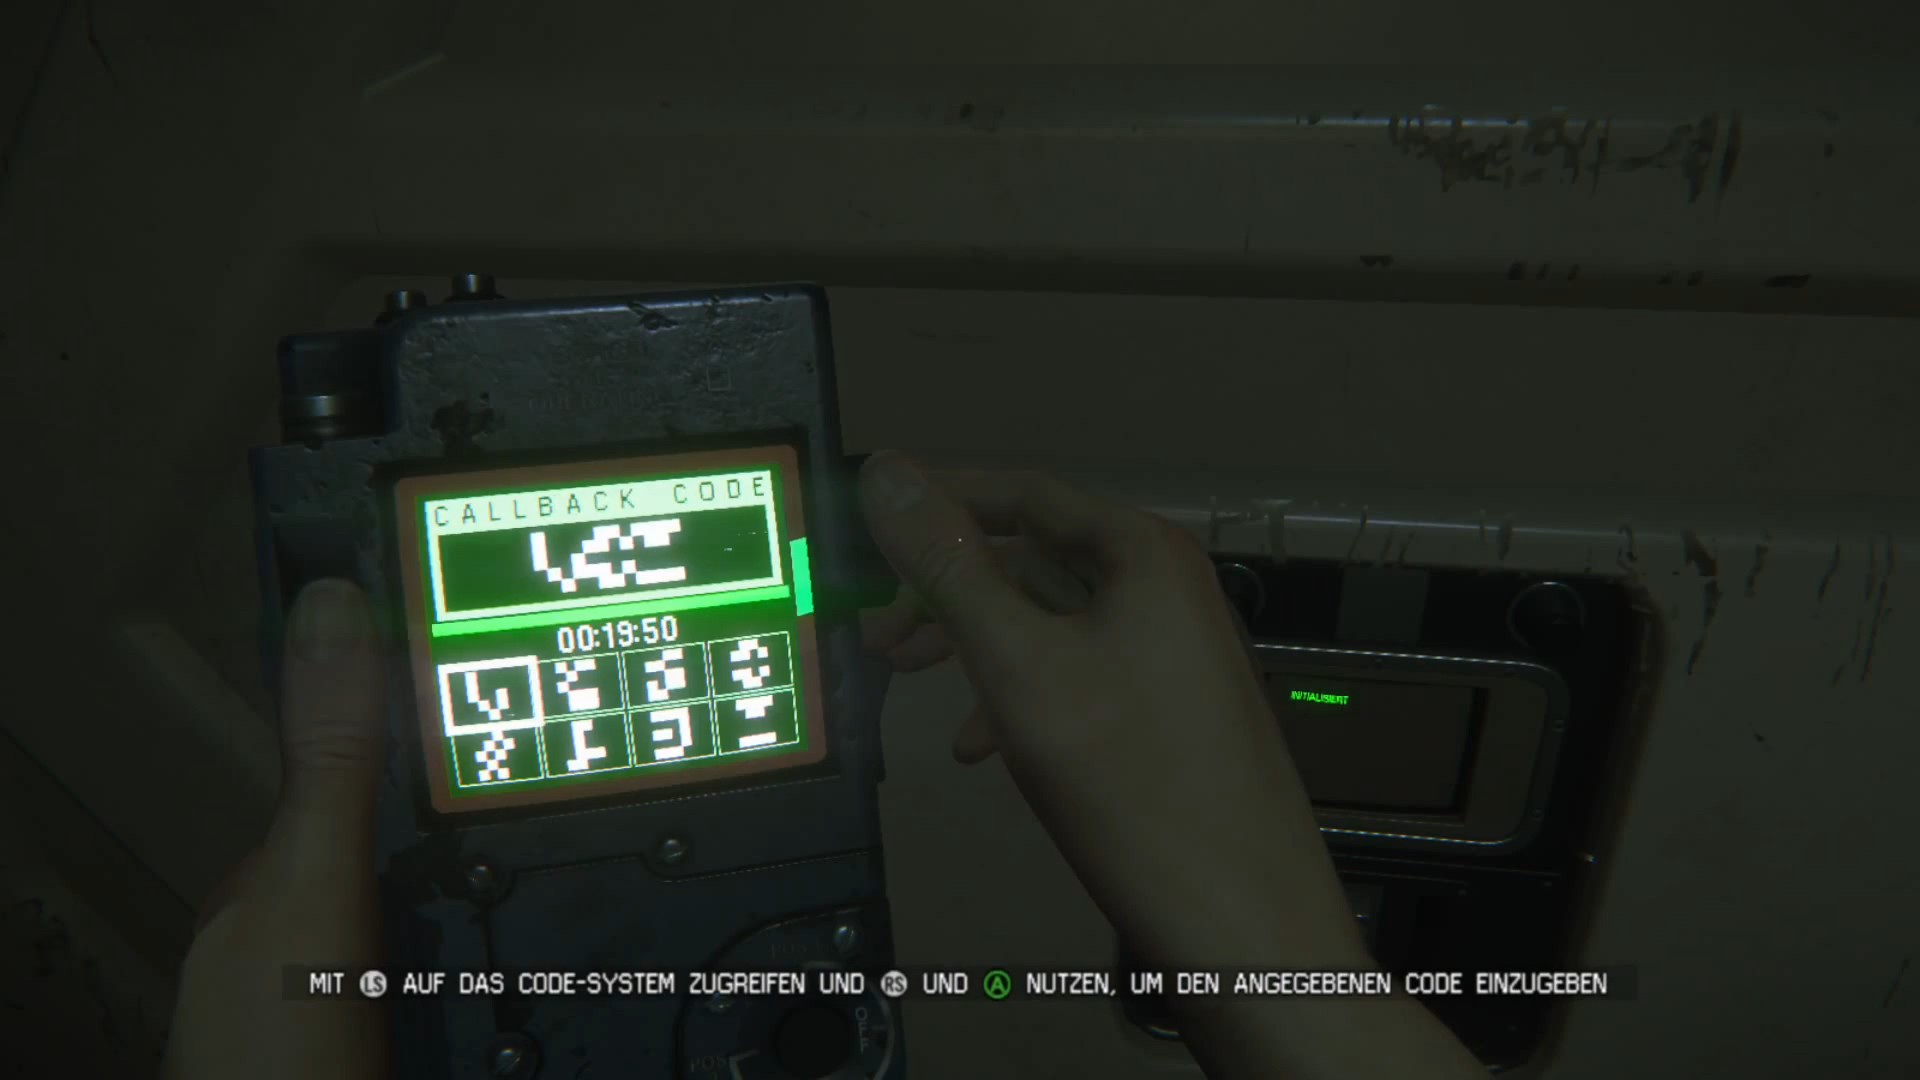 CALLBACK CODE
00:19:50
INITIALISIERT
OFF
MIT LS AUF DAS CODE-SYSTEM ZUGREIFEN UND RS UND A NUTZEN, UM DEN ANGEGEBENEN CODE EINZUGEBEN